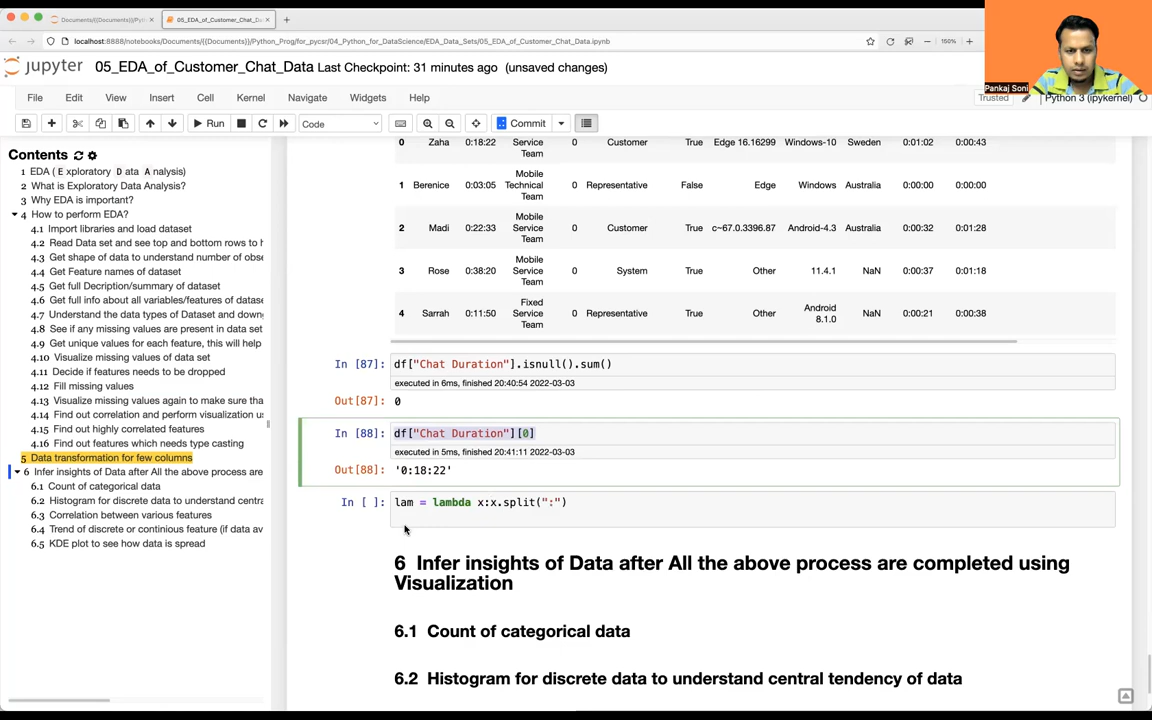 Documents/{{Documents}}/Pyth
05_EDA_of_Customer_Chat_Da
localhost:8888/notebooks/Documents/{{Documents}}/Python_Prog/for_pycsr/04_Python_for_DataScience/EDA_Data_Sets/05_EDA_of_Customer_Chat_Data.ipynb
150%
Pankaj Soni
jupyter 05_EDA_of_Customer_Chat_Data Last Checkpoint: 31 minutes ago (unsaved changes)
File Edit View Insert Cell Kernel Navigate Widgets Help
Trusted Python 3 (ipykernel)
Run Code Commit
Contents
1 EDA ( E xploratory D ata A nalysis)
2 What is Exploratory Data Analysis?
3 Why EDA is important?
4 How to perform EDA?
4.1 Import libraries and load dataset
4.2 Read Data set and see top and bottom rows to h
4.3 Get shape of data to understand number of obse
4.4 Get Feature names of dataset
4.5 Get full Decription/summary of dataset
4.6 Get full info about all variables/features of datase
4.7 Understand the data types of Dataset and downg
4.8 See if any missing values are present in data set
4.9 Get unique values for each feature, this will help
4.10 Visualize missing values of data set
4.11 Decide if features needs to be dropped
4.12 Fill missing values
4.13 Visualize missing values again to make sure tha
4.14 Find out correlation and perform visualization us
4.15 Find out highly correlated features
4.16 Find out features which needs type casting
5 Data transformation for few columns
6 Infer insights of Data after All the above process are
6.1 Count of categorical data
6.2 Histogram for discrete data to understand centra
6.3 Correlation between various features
6.4 Trend of discrete or continious feature (if data av
6.5 KDE plot to see how data is spread
0 Zaha 0:18:22 Service Team 0 Customer True Edge 16.16299 Windows-10 Sweden 0:01:02 0:00:43
1 Berenice 0:03:05 Mobile Technical Team 0 Representative False Edge Windows Australia 0:00:00 0:00:00
2 Madi 0:22:33 Mobile Service Team 0 Customer True c~67.0.3396.87 Android-4.3 Australia 0:00:32 0:01:28
3 Rose 0:38:20 Mobile Service Team 0 System True Other 11.4.1 NaN 0:00:37 0:01:18
4 Sarrah 0:11:50 Fixed Service Team 0 Representative True Other Android 8.1.0 NaN 0:00:21 0:00:38
In [87]: df["Chat Duration"].isnull().sum()
executed in 6ms, finished 20:40:54 2022-03-03
Out[87]: 0
In [88]: df["Chat Duration"][0]
executed in 5ms, finished 20:41:11 2022-03-03
Out[88]: '0:18:22'
In [ ]: lam = lambda x:x.split(":")
6 Infer insights of Data after All the above process are completed using
Visualization
6.1 Count of categorical data
6.2 Histogram for discrete data to understand central tendency of data